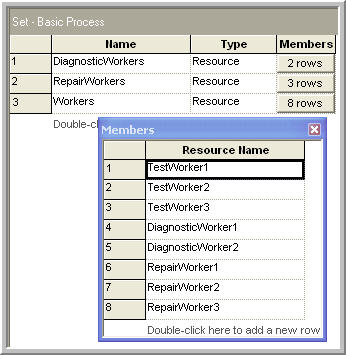 Set - Basic Process
Name Type Members
1 DiagnosticWorkers Resource 2 rows
2 RepairWorkers Resource 3 rows
3 Workers Resource 8 rows
Double-cl
Members
Resource Name
1 TestWorker1
2 TestWorker2
3 TestWorker3
4 DiagnosticWorker1
5 DiagnosticWorker2
6 RepairWorker1
7 RepairWorker2
8 RepairWorker3
Double-click here to add a new row